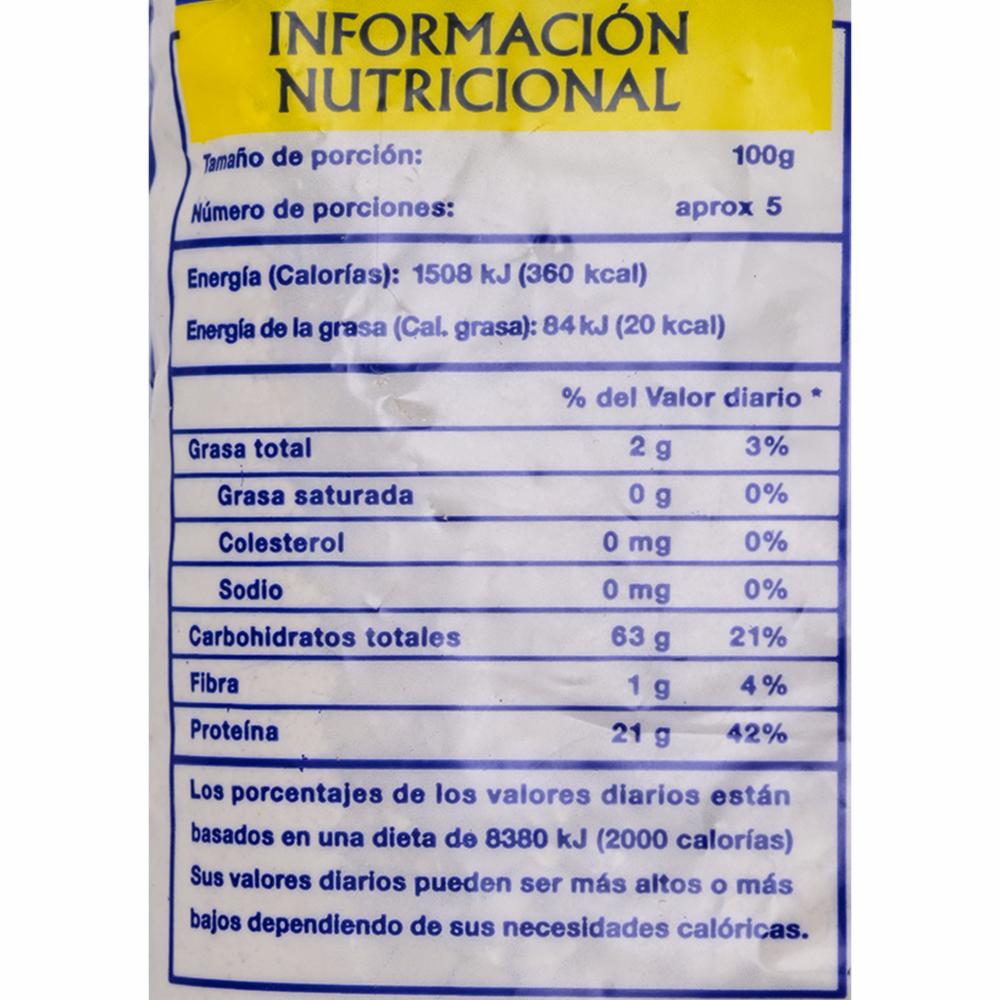 INFORMACIÓN
NUTRICIONAL
Tamaño de porción: 100g
Número de porciones: aprox 5
Energía (Calorías): 1508 kJ (360 kcal)
Energía de la grasa (Cal. grasa): 84 kJ (20 kcal)
% del Valor diario *
Grasa total 2 g 3%
Grasa saturada 0 g 0%
Colesterol 0 mg 0%
Sodio 0 mg 0%
Carbohidratos totales 63 g 21%
Fibra 1 g 4%
Proteína 21 g 42%
Los porcentajes de los valores diarios están
basados en una dieta de 8380 kJ (2000 calorías)
Sus valores diarios pueden ser más altos o más
bajos dependiendo de sus necesidades calóricas.